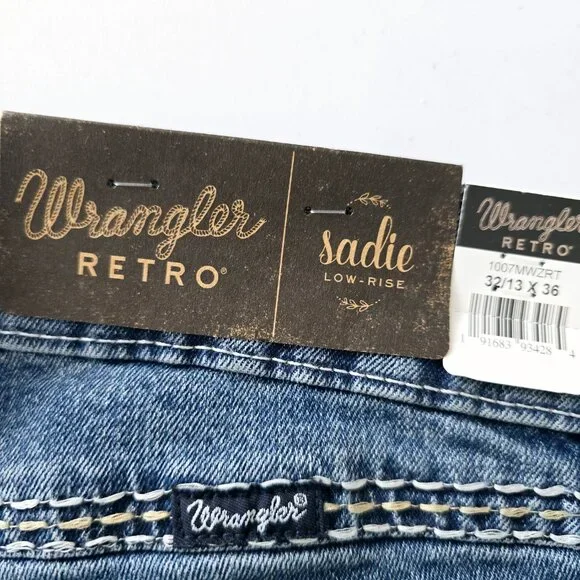 Wrangler
RETRO®
sadie
LOW-RISE
Wrangler
RETRO®
1007MWZRT
32/13 X 36
1 91683 93428 4
Wrangler®